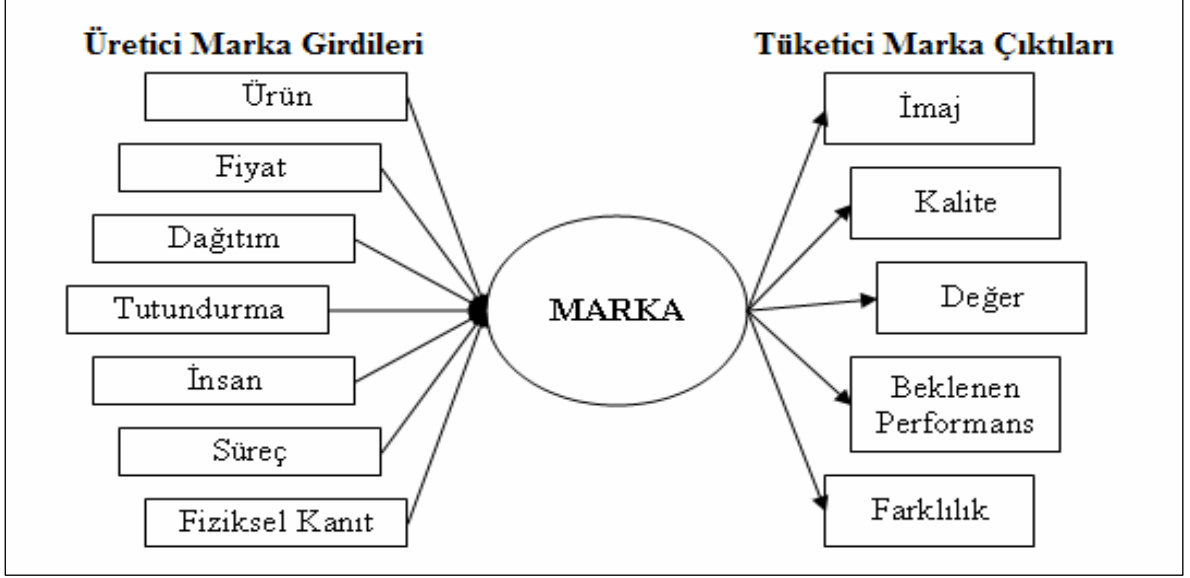 Üretici Marka Girdileri
Ürün
Fiyat
Dağıtım
Tutundurma
İnsan
Süreç
Fiziksel Kanıt
MARKA
Tüketici Marka Çıktıları
İmaj
Kalite
Değer
Beklenen
Performans
Farklılık